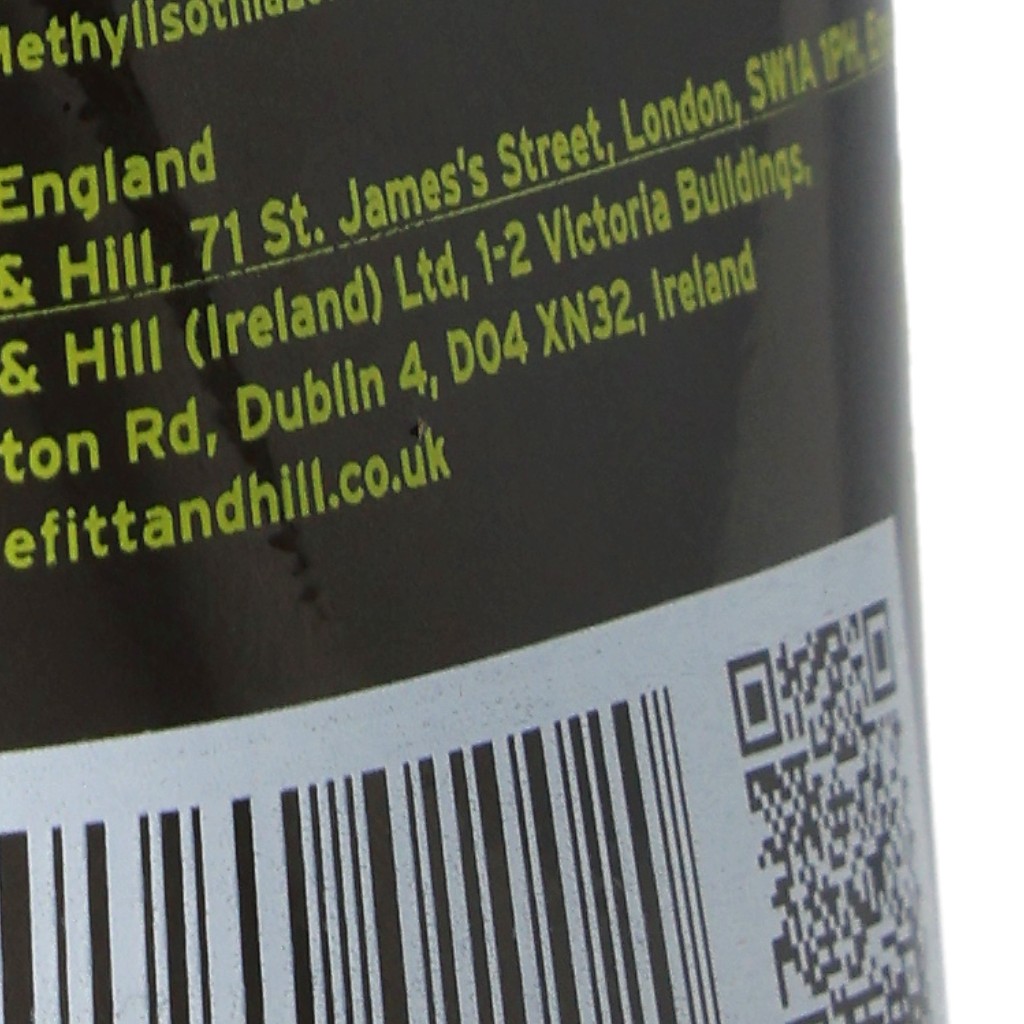 England
& Hill, 71 St. James's Street, London, SW1A 1PH,
& Hill (Ireland) Ltd, 1-2 Victoria Buildings,
ton Rd, Dublin 4, D04 XN32, Ireland
efittandhill.co.uk